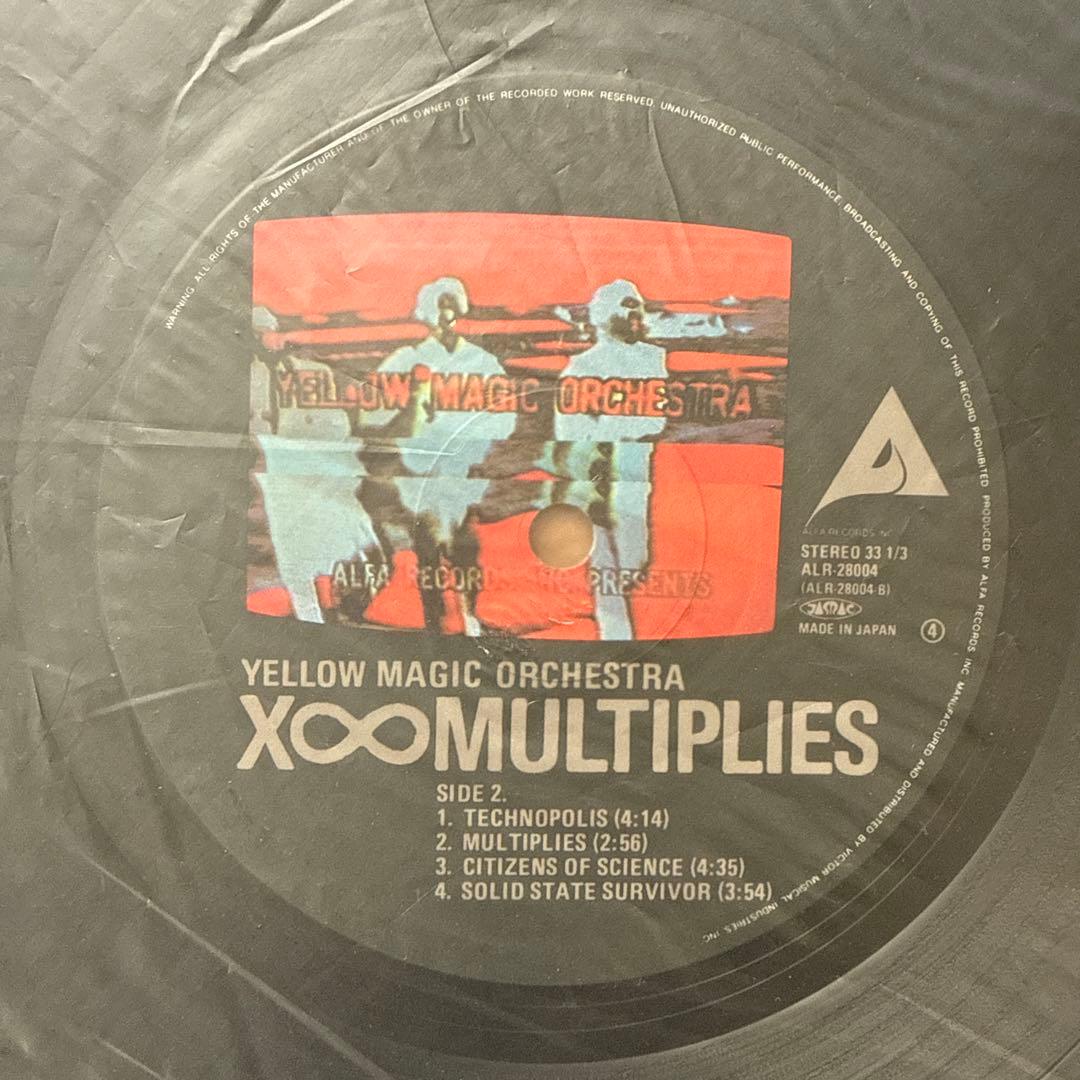 WARNING: ALL RIGHTS OF THE MANUFACTURER AND OF THE OWNER OF THE RECORDED WORK RESERVED. UNAUTHORIZED PUBLIC PERFORMANCE, BROADCASTING AND COPYING OF THIS RECORD PROHIBITED. PRODUCED BY ALFA RECORDS, INC. MANUFACTURED AND DISTRIBUTED BY VICTOR MUSICAL INDUSTRIES, INC.
YELLOW MAGIC ORCHESTRA
ALFA RECORDS INC. PRESENTS
ALFA RECORDS, INC.
STEREO 33 1/3
ALR-28004
(ALR-28004-B)
JASRAC
MADE IN JAPAN 4
YELLOW MAGIC ORCHESTRA
X∞MULTIPLIES
SIDE 2.
1. TECHNOPOLIS (4:14)
2. MULTIPLIES (2:56)
3. CITIZENS OF SCIENCE (4:35)
4. SOLID STATE SURVIVOR (3:54)